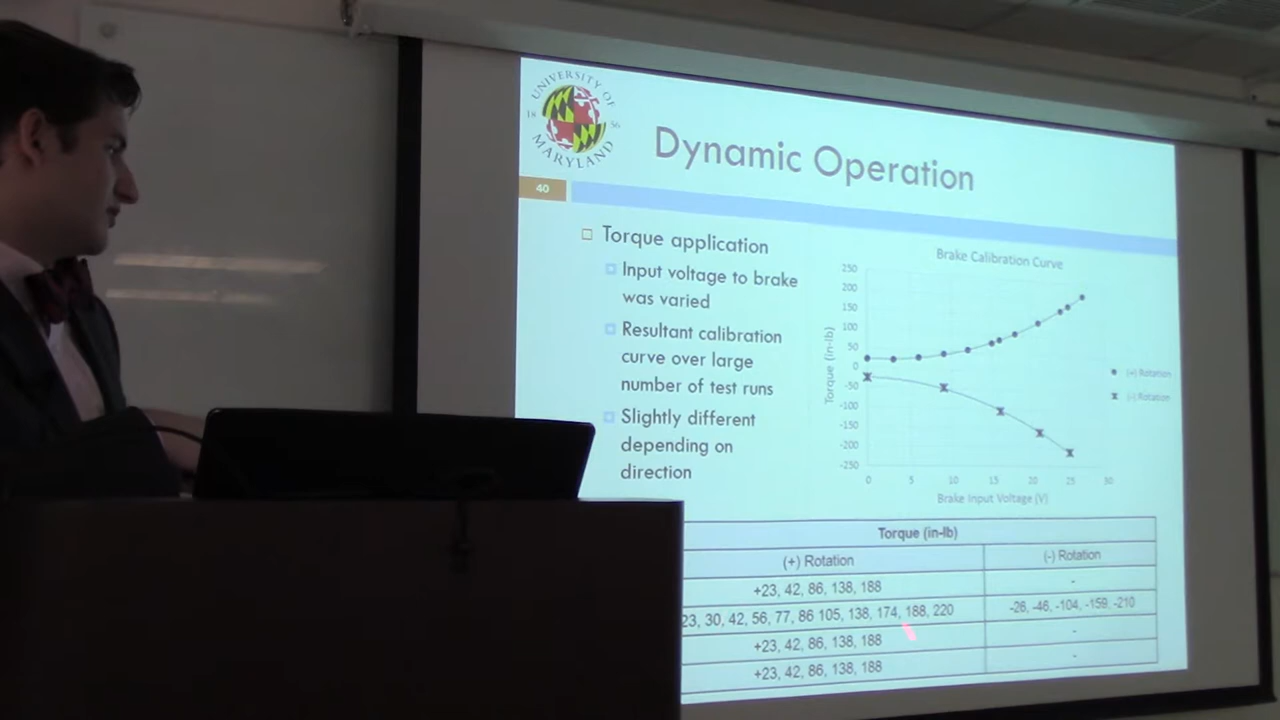 UNIVERSITY OF
18 56
MARYLAND
Dynamic Operation
40
Torque application
Input voltage to brake
was varied
Resultant calibration
curve over large
number of test runs
Slightly different
depending on
direction
Brake Calibration Curve
250
200
150
100
50
0
-50
-100
-150
-200
-250
Torque (in-lb)
0 5 10 15 20 25 30
Brake Input Voltage (V)
(+) Rotation
(-) Rotation
Torque (in-lb)
(+) Rotation (-) Rotation
+23, 42, 86, 138, 188 -
23, 30, 42, 56, 77, 86 105, 138, 174, 188, 220 -26, -46, -104, -159, -210
+23, 42, 86, 138, 188 -
+23, 42, 86, 138, 188 -